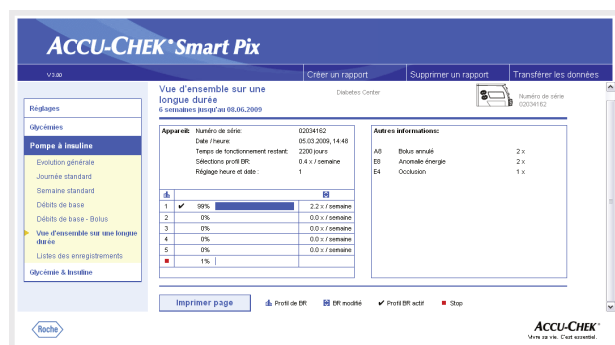 ACCU-CHEK® Smart Pix
V 3.00
Créer un rapport
Supprimer un rapport
Transférer les données
Réglages
Glycémies
Pompe à insuline
Evolution générale
Journée standard
Semaine standard
Débits de base
Débits de base - Bolus
Vue d'ensemble sur une longue
durée
Listes des enregistrements
Glycémie & Insuline
Vue d'ensemble sur une
longue durée
6 semaines jusqu'au 08.06.2009
Diabetes Center
Numéro de série
02034162
Appareil: Numéro de série: 02034162
Date / heure: 05.03.2009, 14:48
Temps de fonctionnement restant: 2200 jours
Sélections profil BR: 0.4 x / semaine
Réglage heure et date : 1
Autres informations:
A8 Bolus annulé 2 x
E8 Anomalie énergie 2 x
E4 Occlusion 1 x
1 ✔ 99% 2.2 x / semaine
2 0% 0.0 x / semaine
3 0% 0.0 x / semaine
4 0% 0.0 x / semaine
5 0% 0.0 x / semaine
1%
Imprimer page
Profil de BR
BR modifié
✔ Profil BR actif
Stop
Roche
ACCU-CHEK®
Vivre sa vie. C'est essentiel.